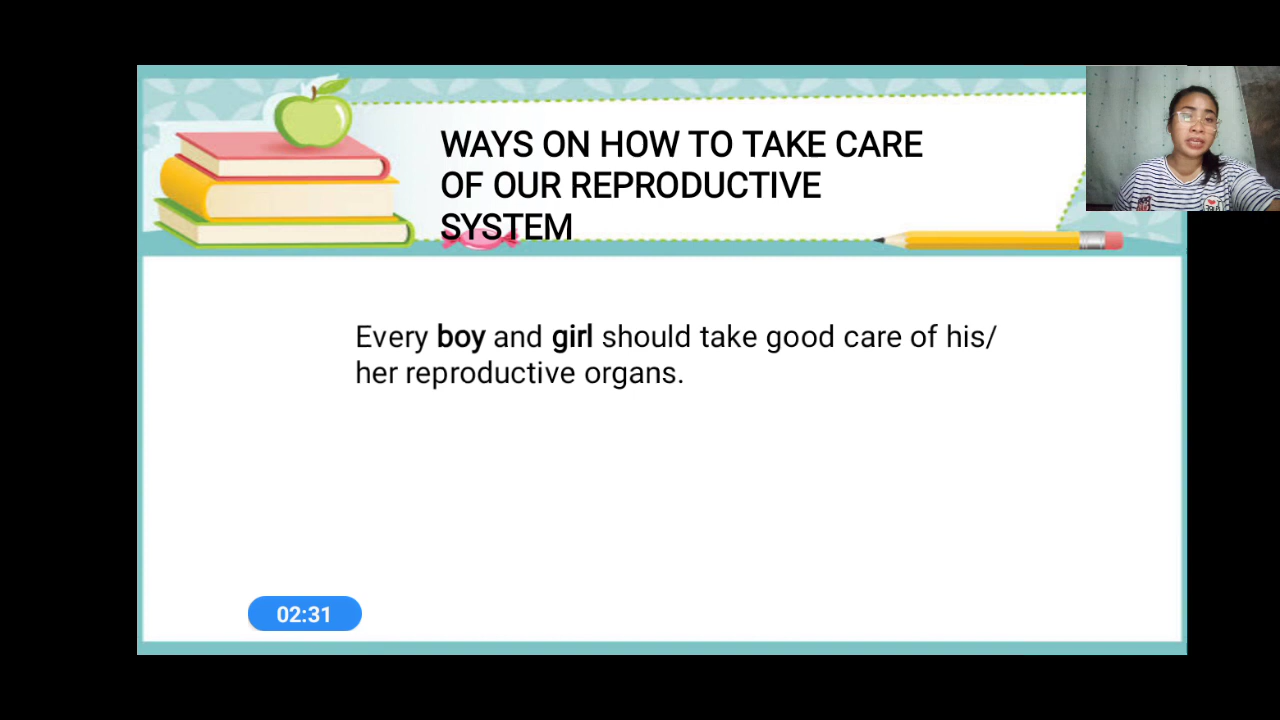 WAYS ON HOW TO TAKE CARE
OF OUR REPRODUCTIVE
SYSTEM
Every boy and girl should take good care of his/
her reproductive organs.
02:31